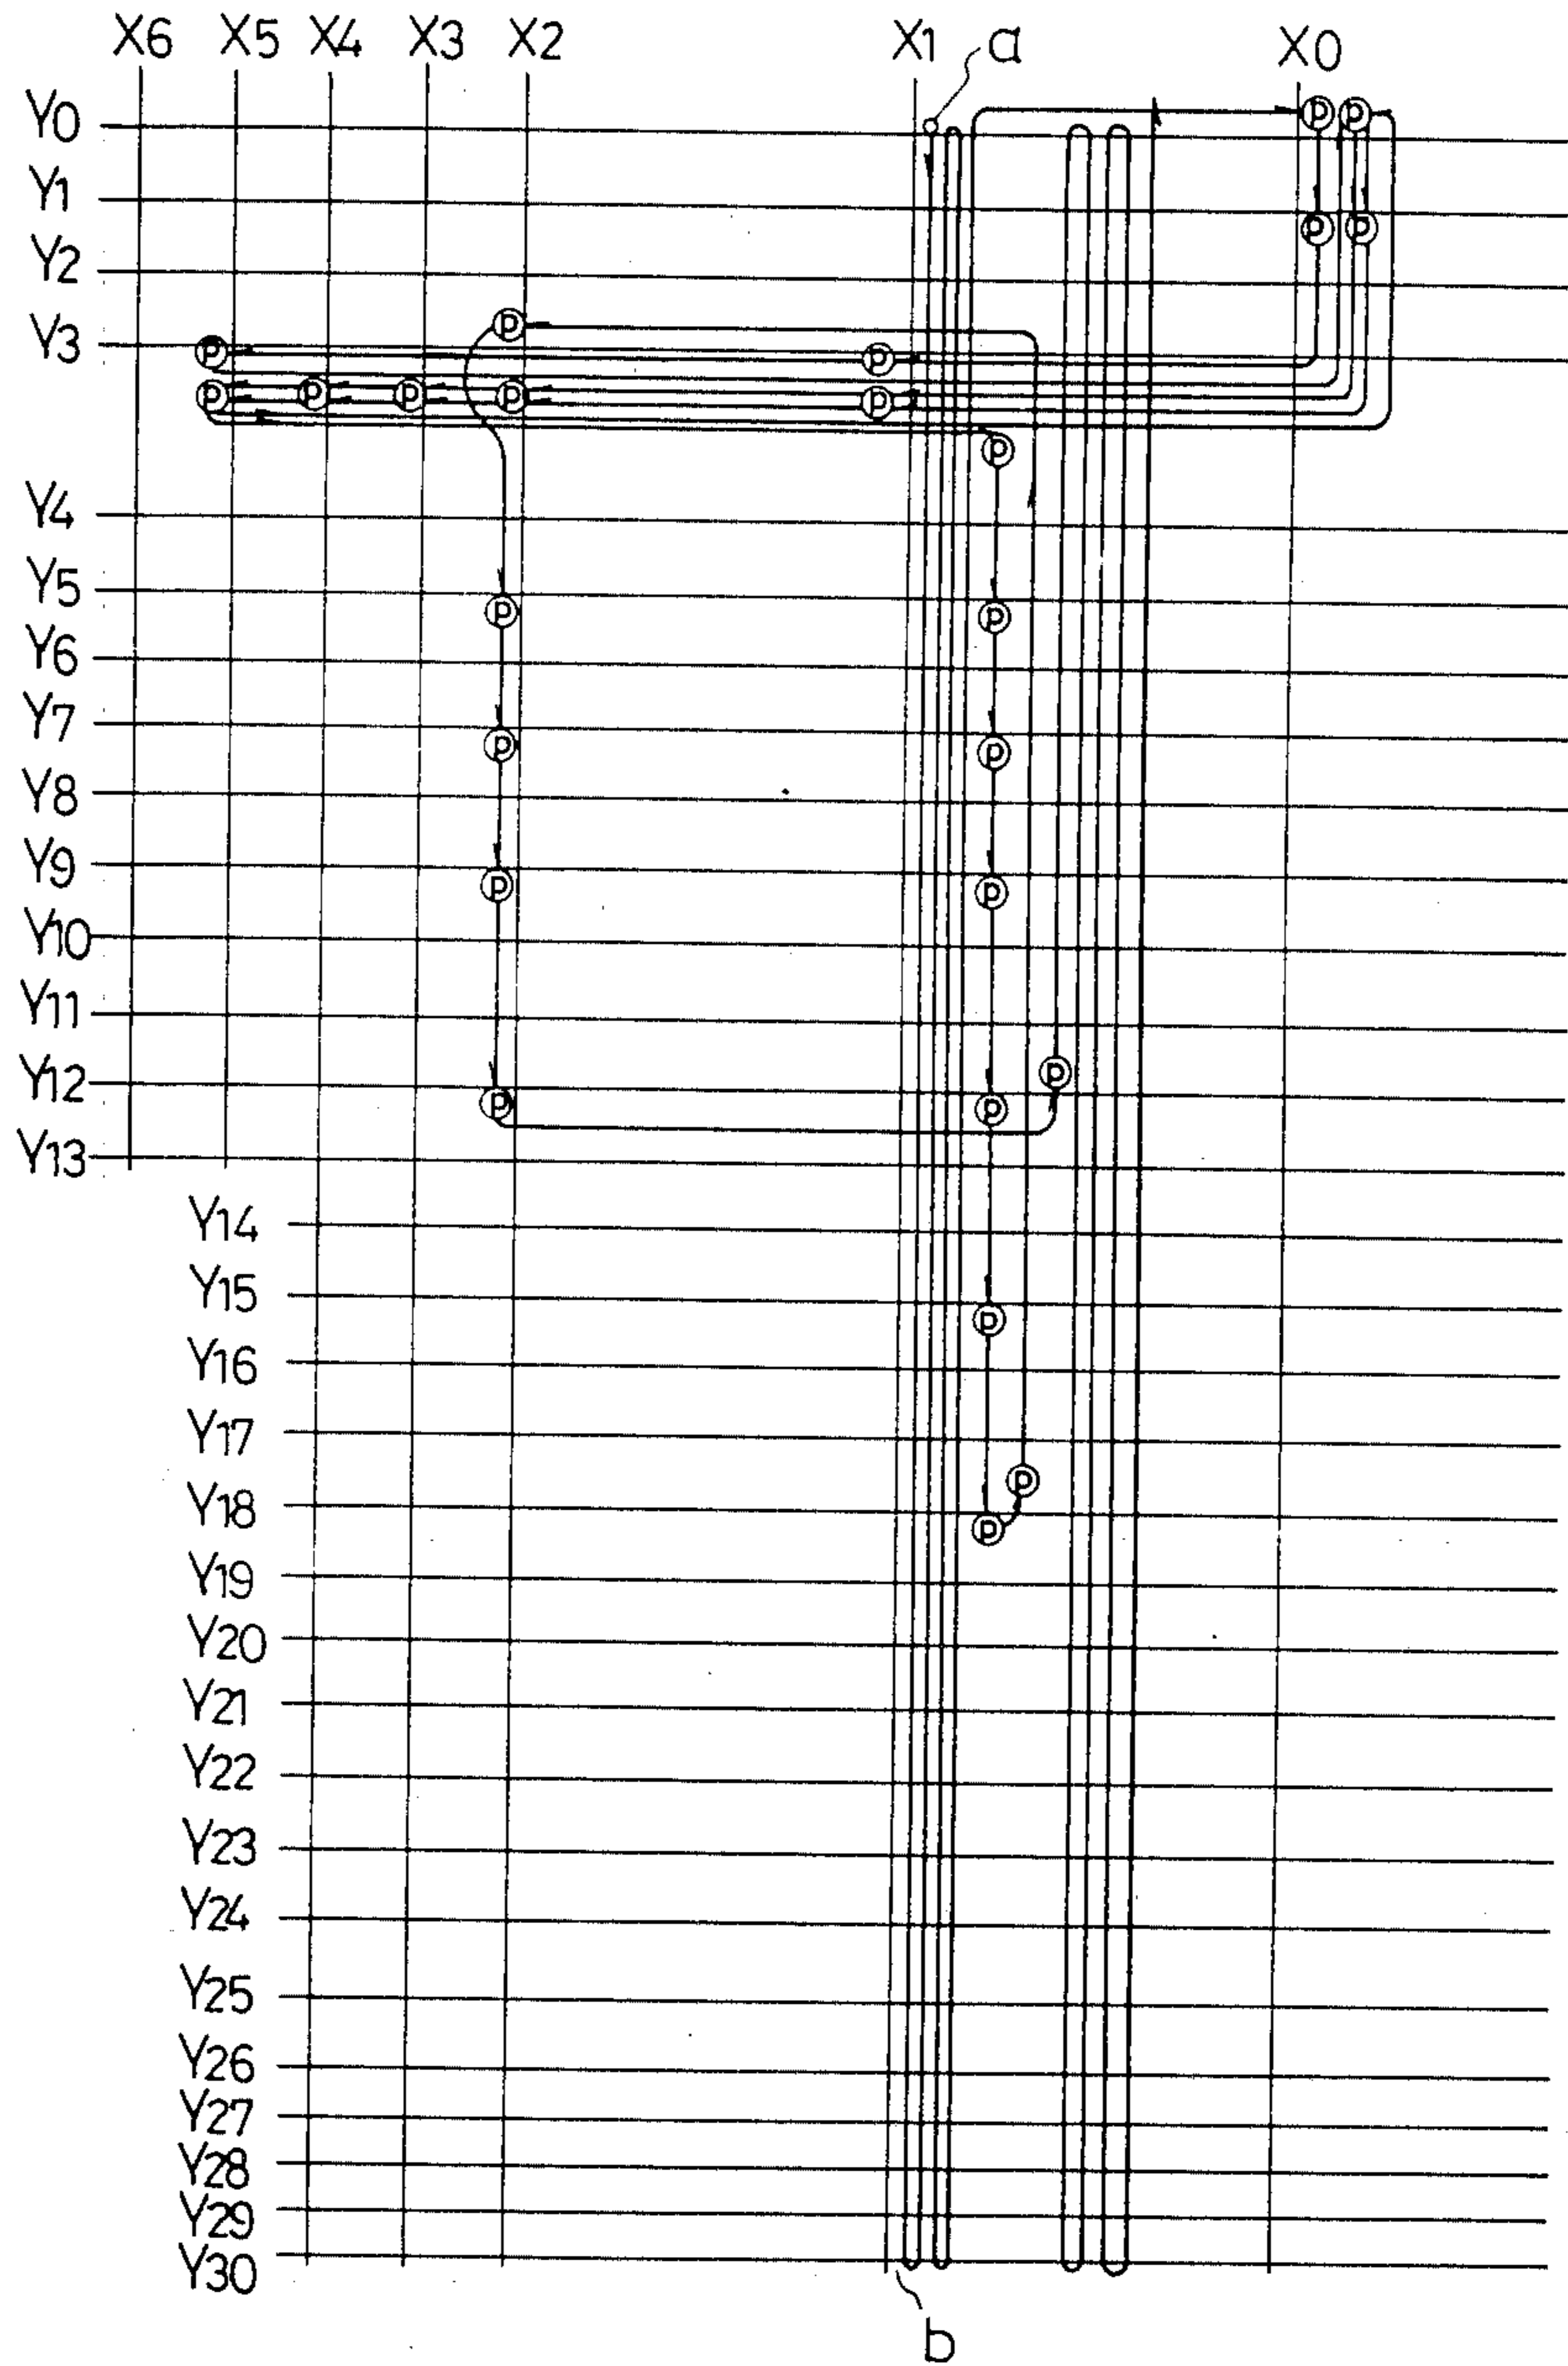 X6 X5 X4 X3 X2 X1 a X0
Y0 P P
Y1 P P
Y2
P
Y3 P P
P P P P P
P
Y4
Y5 P P
Y6
Y7 P P
Y8
Y9 P P
Y10
Y11
Y12 P
P P
Y13
Y14
Y15 P
Y16
Y17
P
Y18 P
Y19
Y20
Y21
Y22
Y23
Y24
Y25
Y26
Y27
Y28
Y29
Y30
b